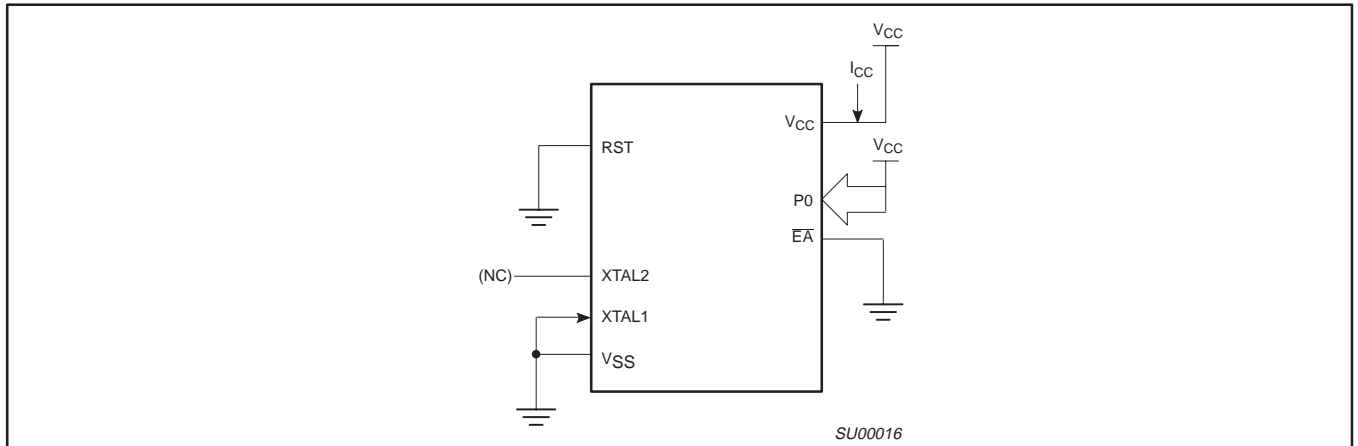 VCC
ICC
VCC
VCC
RST
P0
EA
(NC)
XTAL2
XTAL1
VSS
SU00016